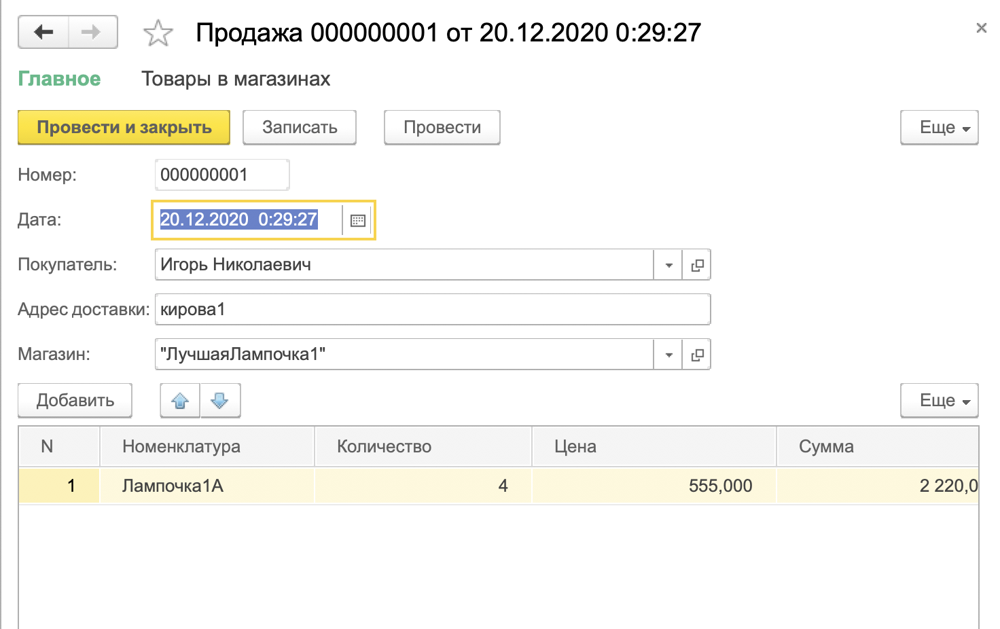 Продажа 000000001 от 20.12.2020 0:29:27
Главное Товары в магазинах
Провести и закрыть Записать Провести Еще
Номер: 000000001
Дата: 20.12.2020 0:29:27
Покупатель: Игорь Николаевич
Адрес доставки: кирова1
Магазин: "ЛучшаяЛампочка1"
Добавить Еще
N Номенклатура Количество Цена Сумма
1 Лампочка1А 4 555,000 2 220,0